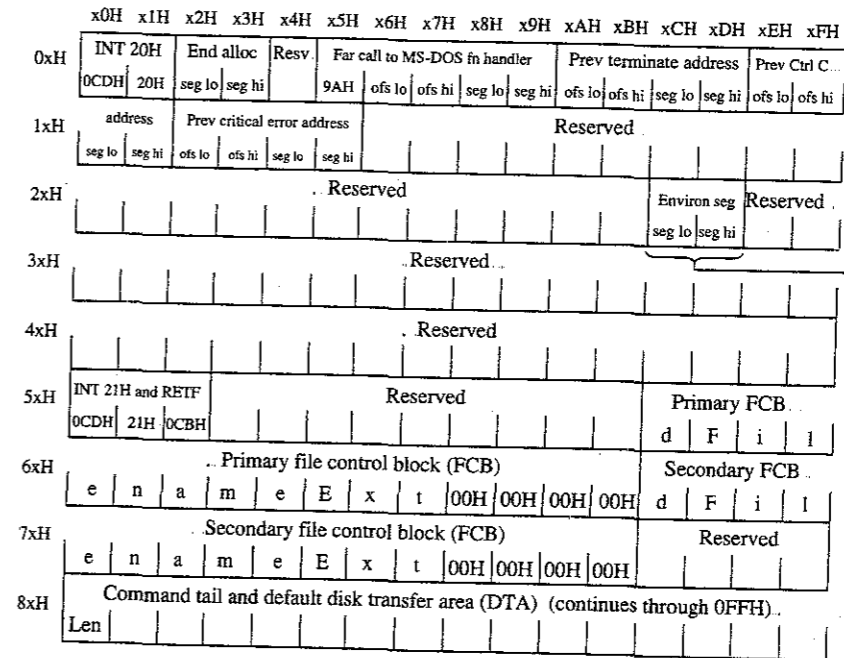 x0H x1H x2H x3H x4H x5H x6H x7H x8H x9H xAH xBH xCH xDH xEH xFH
0xH INT 20H End alloc Resv. Far call to MS-DOS fn handler Prev terminate address Prev Ctrl C...
0CDH 20H seg lo seg hi 9AH ofs lo ofs hi seg lo seg hi ofs lo ofs hi seg lo seg hi ofs lo ofs hi
1xH address Prev critical error address Reserved
seg lo seg hi ofs lo ofs hi seg lo seg hi
2xH Reserved Environ seg Reserved
seg lo seg hi
3xH Reserved
4xH Reserved
5xH INT 21H and RETF Reserved Primary FCB
0CDH 21H 0CBH d F i l
6xH Primary file control block (FCB) Secondary FCB
e n a m e E x t 00H 00H 00H 00H d F i l
7xH Secondary file control block (FCB) Reserved
e n a m e E x t 00H 00H 00H 00H
8xH Command tail and default disk transfer area (DTA) (continues through 0FFH)
Len